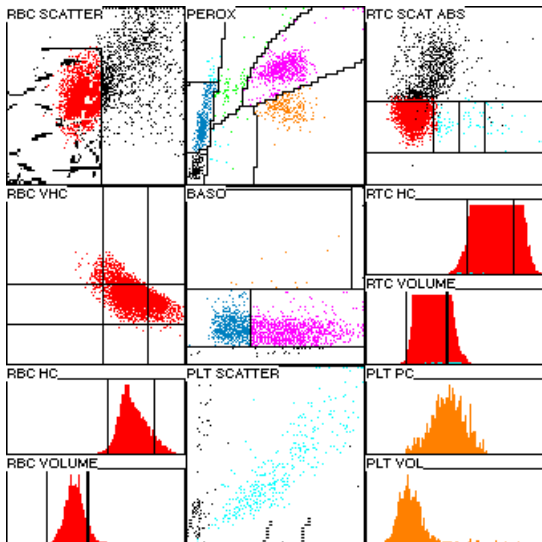 RBC SCATTER
PEROX
RTC SCAT ABS
RBC VHC
BASO
RTC HC
RTC VOLUME
RBC HC
PLT SCATTER
PLT PC
RBC VOLUME
PLT VOL